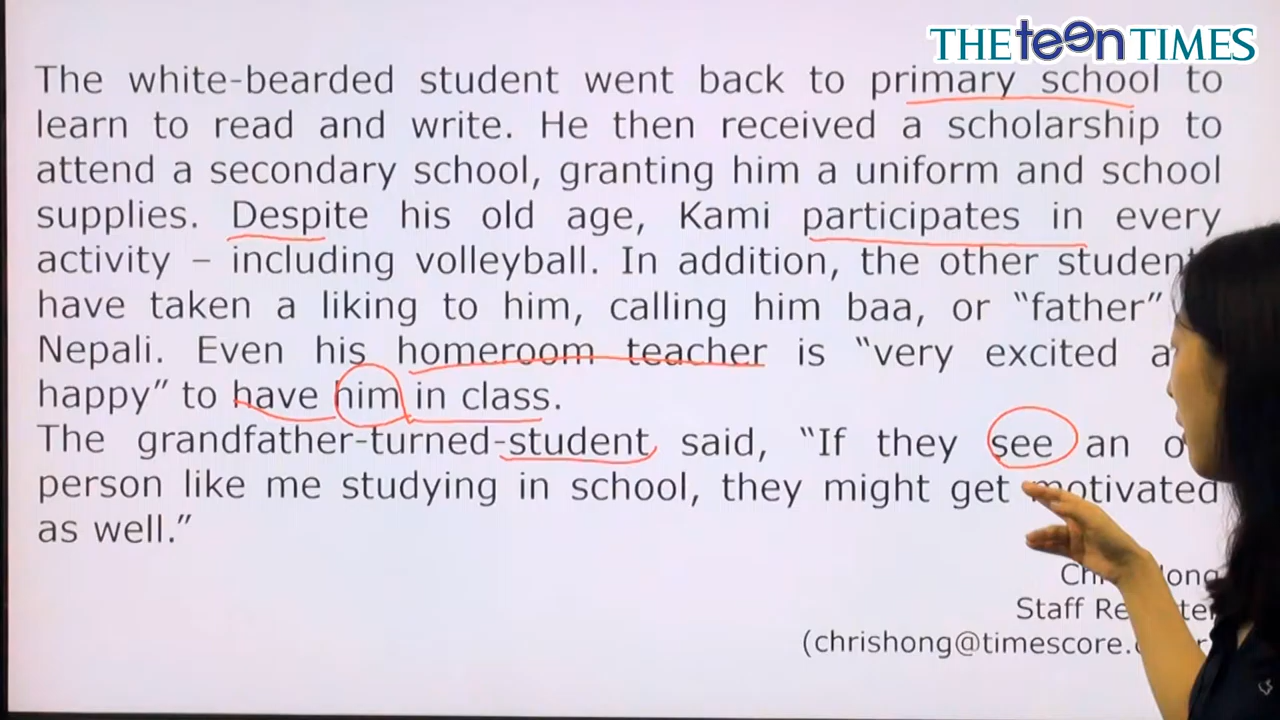 THE teen TIMES
The white-bearded student went back to primary school to
learn to read and write. He then received a scholarship to
attend a secondary school, granting him a uniform and school
supplies. Despite his old age, Kami participates in every
activity – including volleyball. In addition, the other
have taken a liking to him, calling him baa, or “father”
Nepali. Even his homeroom teacher is “very excited
happy” to have him in class.
The grandfather-turned-student said, “If they see an
person like me studying in school, they might get motivated
as well.”
Staff